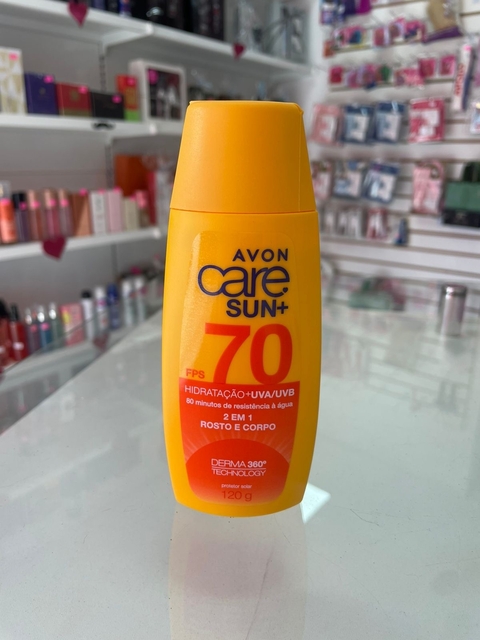 AVON
care
SUN+
FPS 70
HIDRATAÇÃO+UVA/UVB
80 minutos de resistência à água
2 EM 1
ROSTO E CORPO
DERMA 360°
TECHNOLOGY
protetor solar
120 g